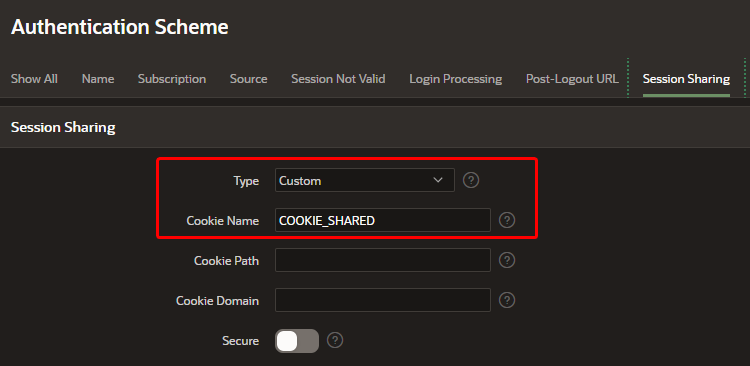 Authentication Scheme
Show All Name Subscription Source Session Not Valid Login Processing Post-Logout URL Session Sharing
Session Sharing
Type Custom ?
Cookie Name COOKIE_SHARED ?
Cookie Path ?
Cookie Domain ?
Secure ?